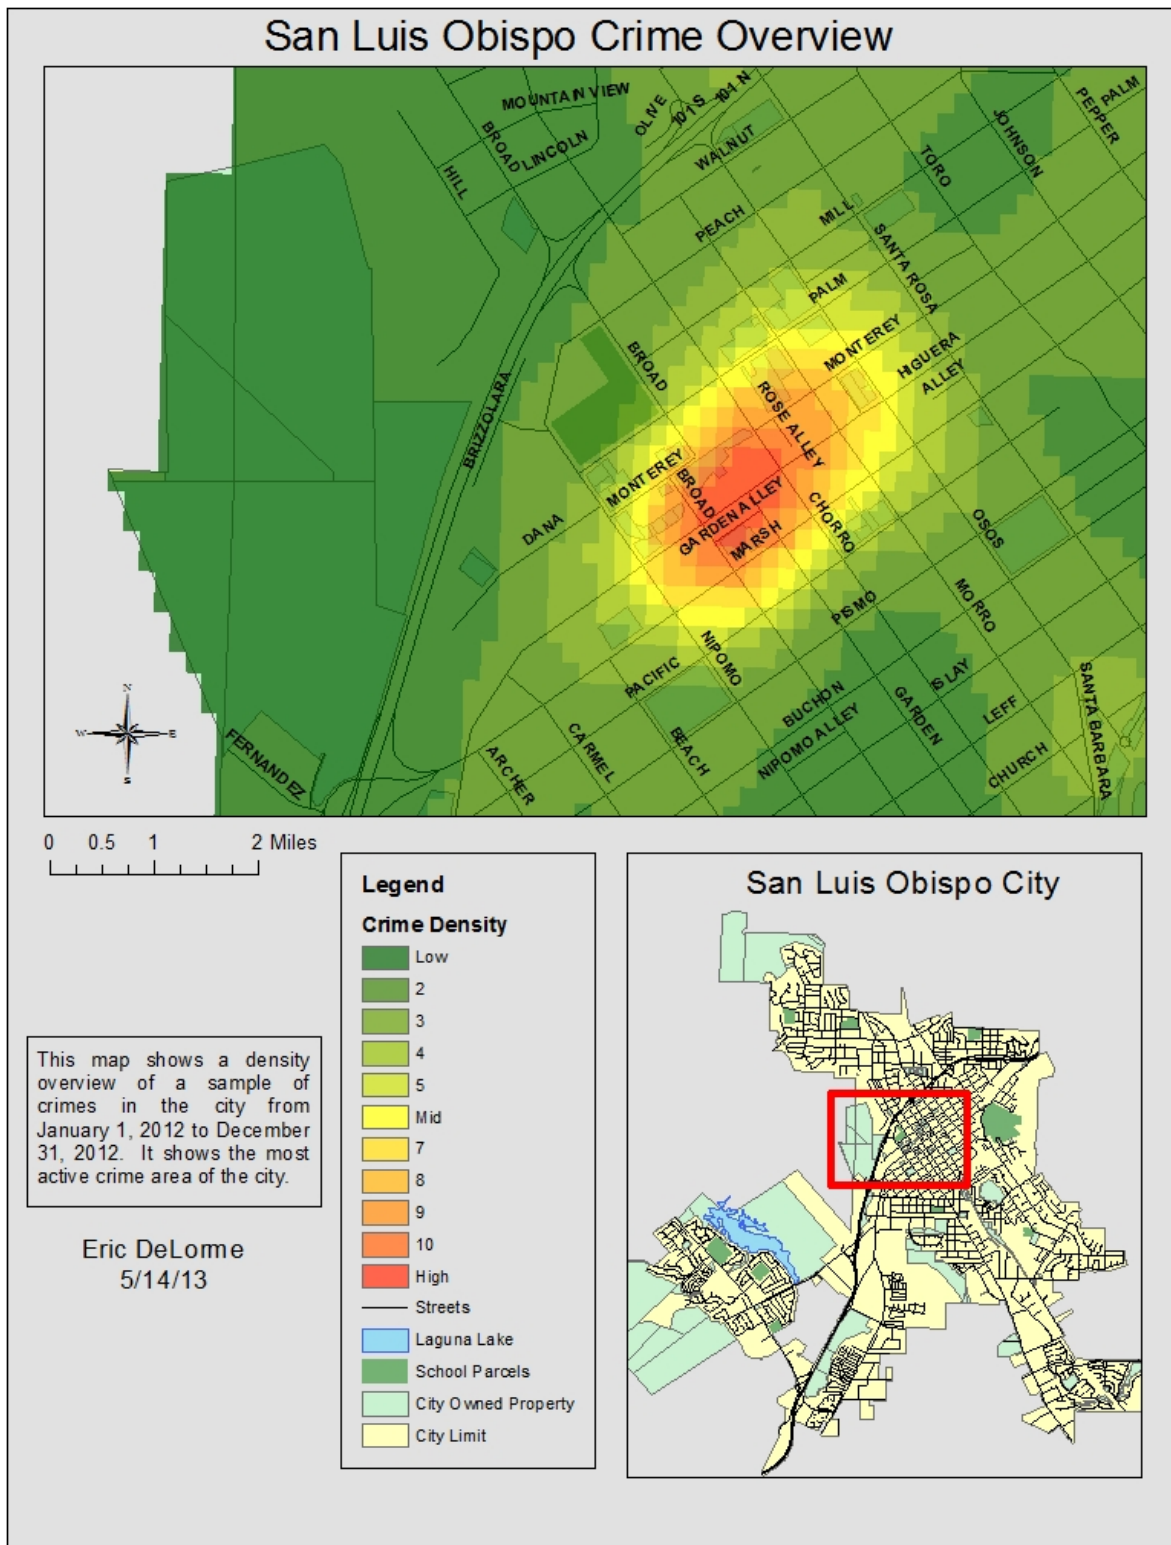 San Luis Obispo Crime Overview
MOUNTAIN VIEW
OLIVE
101 S
101 N
PALM
PEPPER
BROAD
LINCOLN
HILL
WALNUT
TORO
JOHNSON
PEACH
MILL
SANTA ROSA
PALM
BROAD
MONTEREY
HIGUERA
ALLEY
BRIZZOLARA
ROSE ALLEY
MONTEREY
BROAD
DANA
GARDEN ALLEY
MARSH
CHORRO
OSOS
PISMO
MORRO
NIPOMO
PACIFIC
ISLAY
BUCHON
GARDEN
LEFF
SANTA BARBARA
NIPOMO ALLEY
CHURCH
BEACH
CARMEL
ARCHER
FERNANDEZ
N
W
E
S
0 0.5 1 2 Miles
Legend
Crime Density
Low
2
3
4
5
Mid
7
8
9
10
High
Streets
Laguna Lake
School Parcels
City Owned Property
City Limit
San Luis Obispo City
This map shows a density
overview of a sample of
crimes in the city from
January 1, 2012 to December
31, 2012. It shows the most
active crime area of the city.
Eric DeLorme
5/14/13